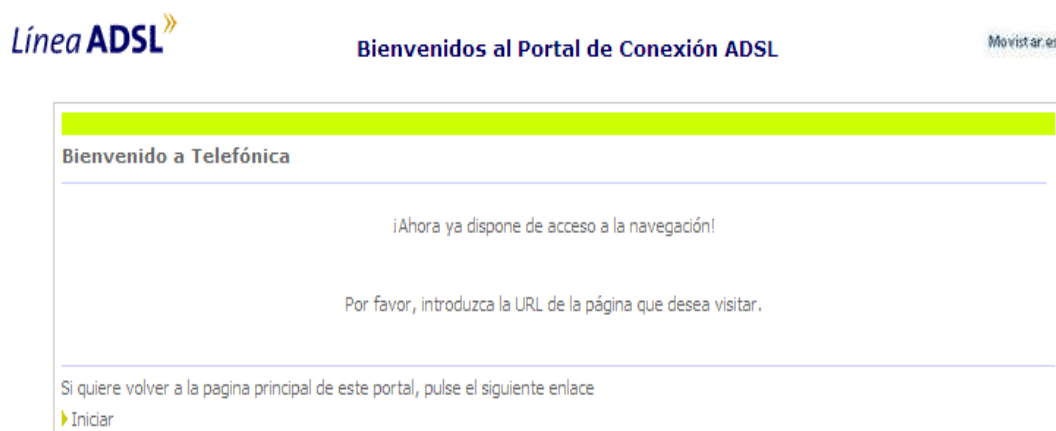 Línea ADSL»
Bienvenidos al Portal de Conexión ADSL
Movistar.es
Bienvenido a Telefónica
¡Ahora ya dispone de acceso a la navegación!
Por favor, introduzca la URL de la página que desea visitar.
Si quiere volver a la pagina principal de este portal, pulse el siguiente enlace
Iniciar